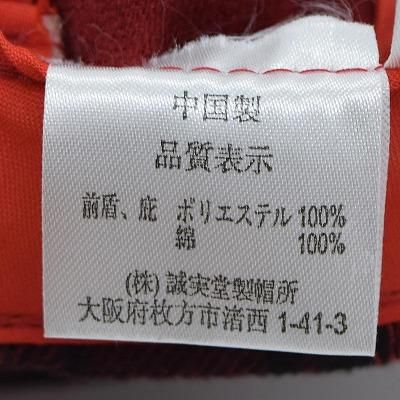 中国製
品質表示
前盾、庇 ポリエステル 100%
綿 100%
(株) 誠実堂製帽所
大阪府枚方市渚西 1-41-3